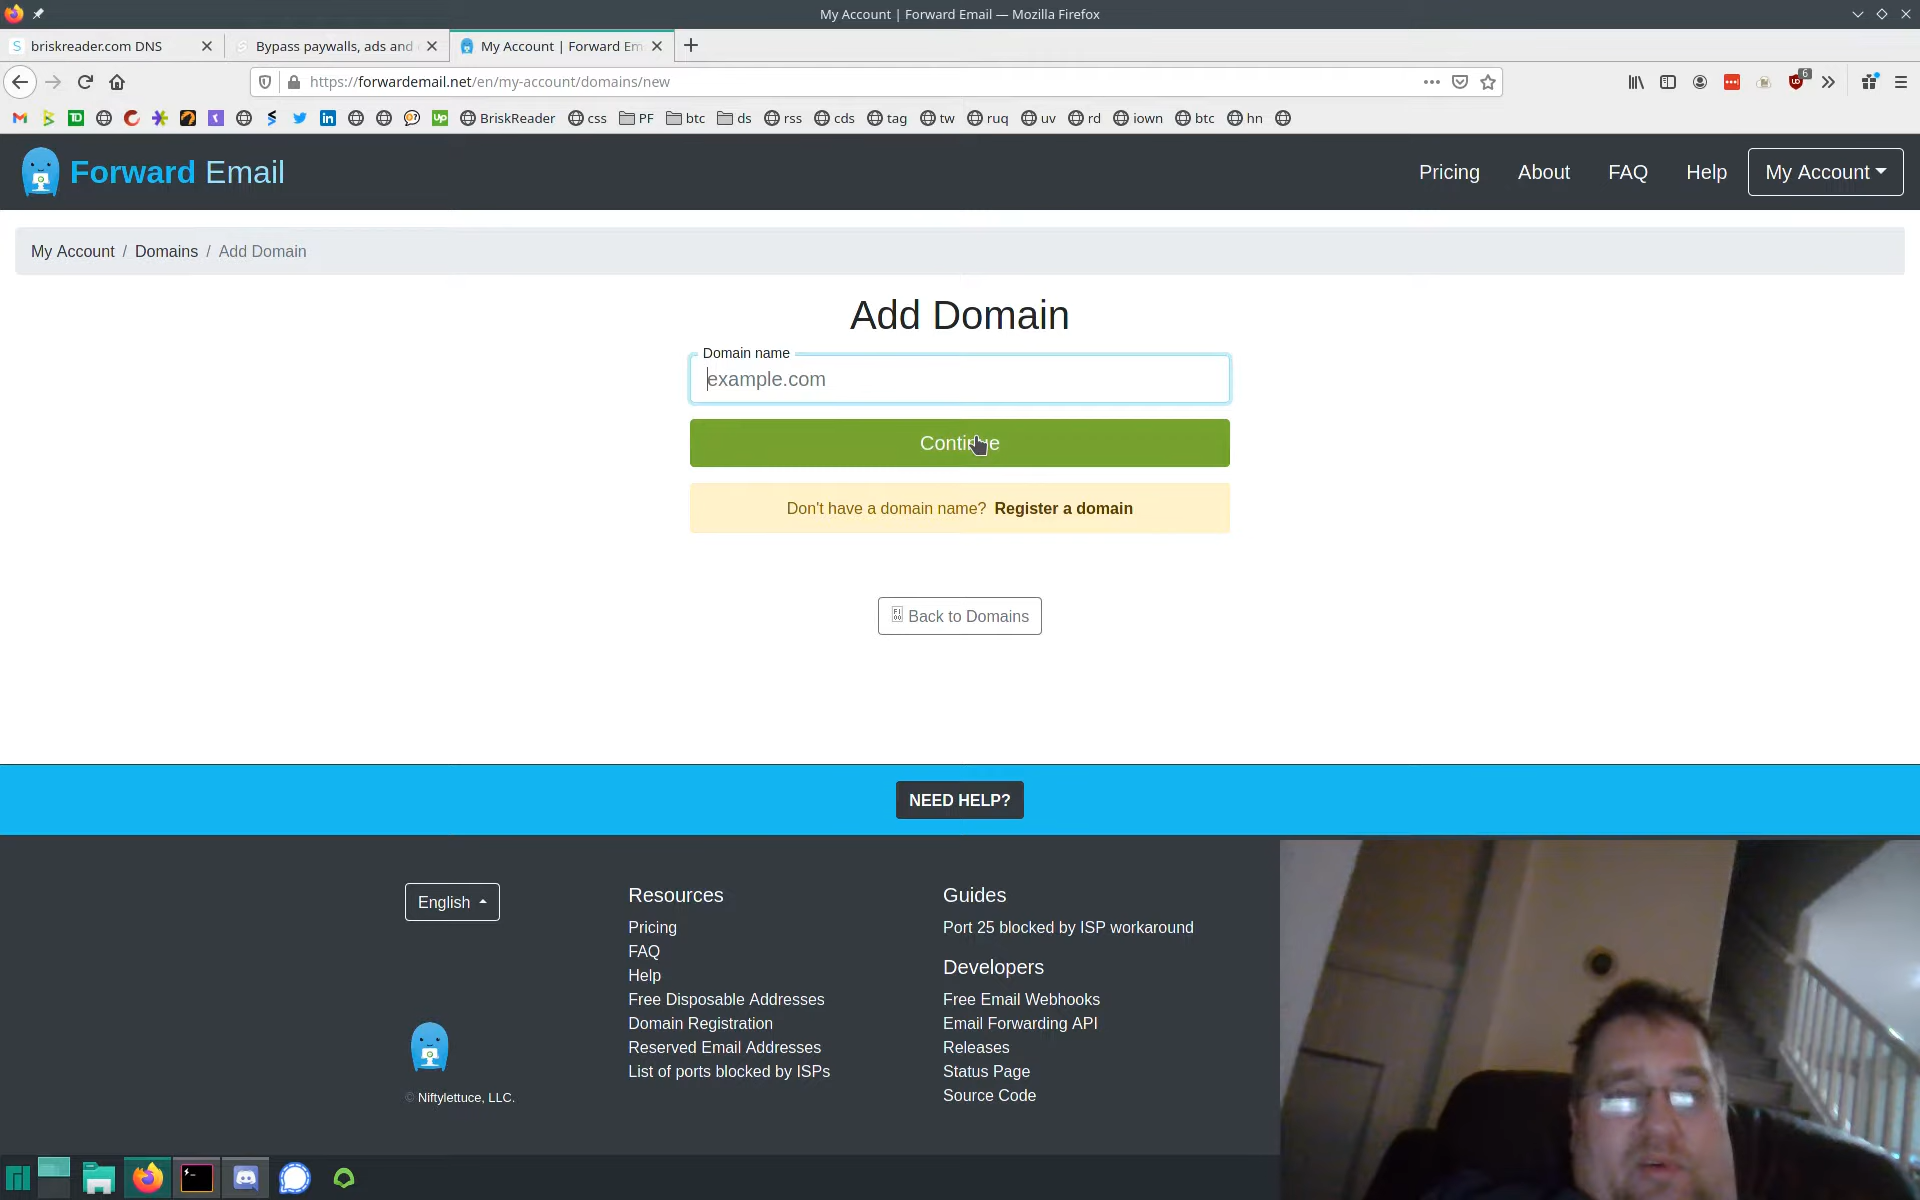 My Account | Forward Email — Mozilla Firefox
briskreader.com DNS
Bypass paywalls, ads and
My Account | Forward Em
https://forwardemail.net/en/my-account/domains/new
6
BriskReader css PF btc ds rss cds tag tw ruq uv rd iown btc hn
Forward Email
Pricing About FAQ Help My Account
My Account / Domains / Add Domain
Add Domain
Domain name
example.com
Continue
Don't have a domain name? Register a domain
Back to Domains
NEED HELP?
English
Resources
Pricing
FAQ
Help
Free Disposable Addresses
Domain Registration
Reserved Email Addresses
List of ports blocked by ISPs
Guides
Port 25 blocked by ISP workaround
Developers
Free Email Webhooks
Email Forwarding API
Releases
Status Page
Source Code
© Niftylettuce, LLC.